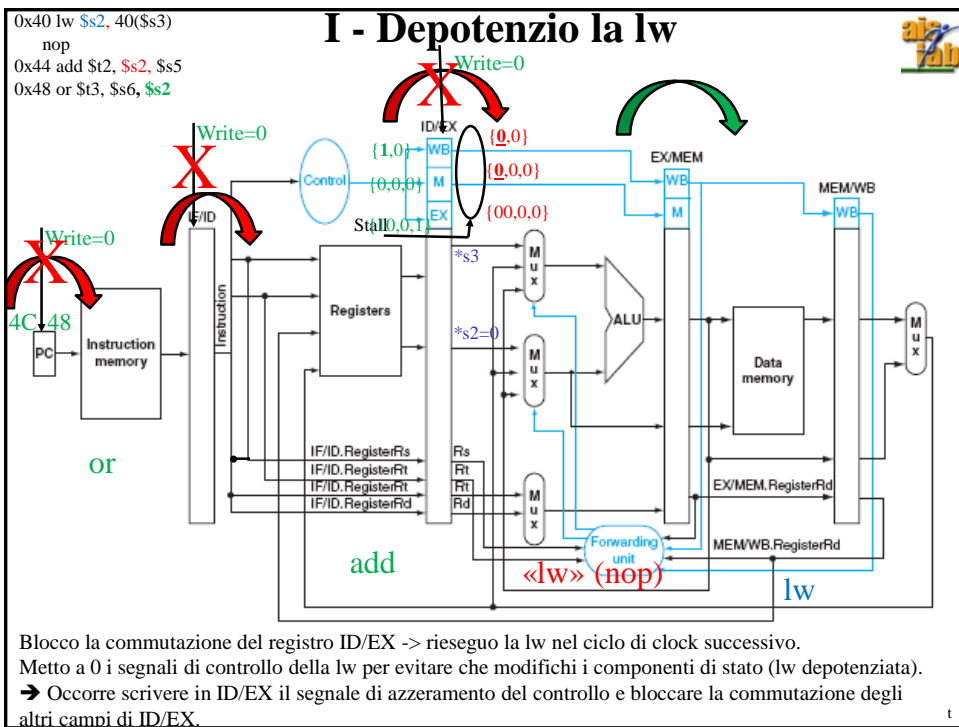 I - Depotenzio la lw
0x40 lw $s2, 40($s3)
nop
0x44 add $t2, $s2, $s5
0x48 or $t3, $s6, $s2
ais lab
Write=0
X
ID/EX
Write=0
X
{1,0}
WB
{0,0}
EX/MEM
Control
{0,0,0}
M
{0,0,0}
WB
MEM/WB
IF/ID
EX
{00,0,0}
M
WB
Stall
Write=0
X
*s3
4C
48
Mux
Registers
Instruction
ALU
PC
Instruction memory
*s2=0
Mux
Mux
Data memory
or
IF/ID.RegisterRs
Rs
IF/ID.RegisterRt
Rt
IF/ID.RegisterRt
Rt
IF/ID.RegisterRd
Rd
Mux
EX/MEM.RegisterRd
Forwarding unit
MEM/WB.RegisterRd
add
«lw» (nop)
lw
Blocco la commutazione del registro ID/EX -> rieseguo la lw nel ciclo di clock successivo.
Metto a 0 i segnali di controllo della lw per evitare che modifichi i componenti di stato (lw depotenziata).
➔ Occorre scrivere in ID/EX il segnale di azzeramento del controllo e bloccare la commutazione degli
altri campi di ID/EX.
t